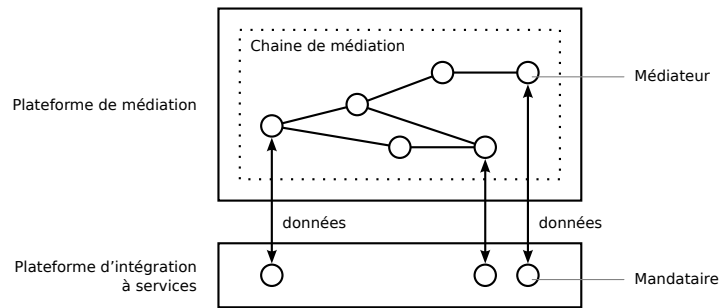 Chaine de médiation
Plateforme de médiation
Médiateur
données
données
Plateforme d'intégration
à services
Mandataire